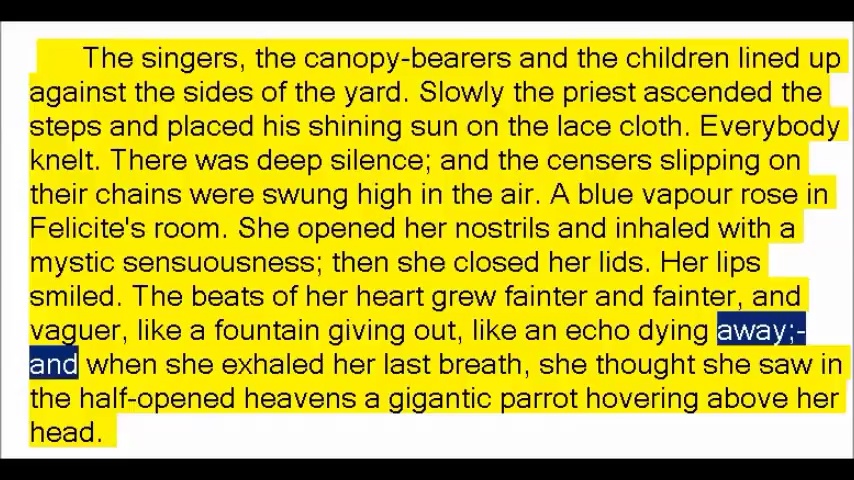 The singers, the canopy-bearers and the children lined up
against the sides of the yard. Slowly the priest ascended the
steps and placed his shining sun on the lace cloth. Everybody
knelt. There was deep silence; and the censers slipping on
their chains were swung high in the air. A blue vapour rose in
Felicite's room. She opened her nostrils and inhaled with a
mystic sensuousness; then she closed her lids. Her lips
smiled. The beats of her heart grew fainter and fainter, and
vaguer, like a fountain giving out, like an echo dying away;-
and when she exhaled her last breath, she thought she saw in
the half-opened heavens a gigantic parrot hovering above her
head.